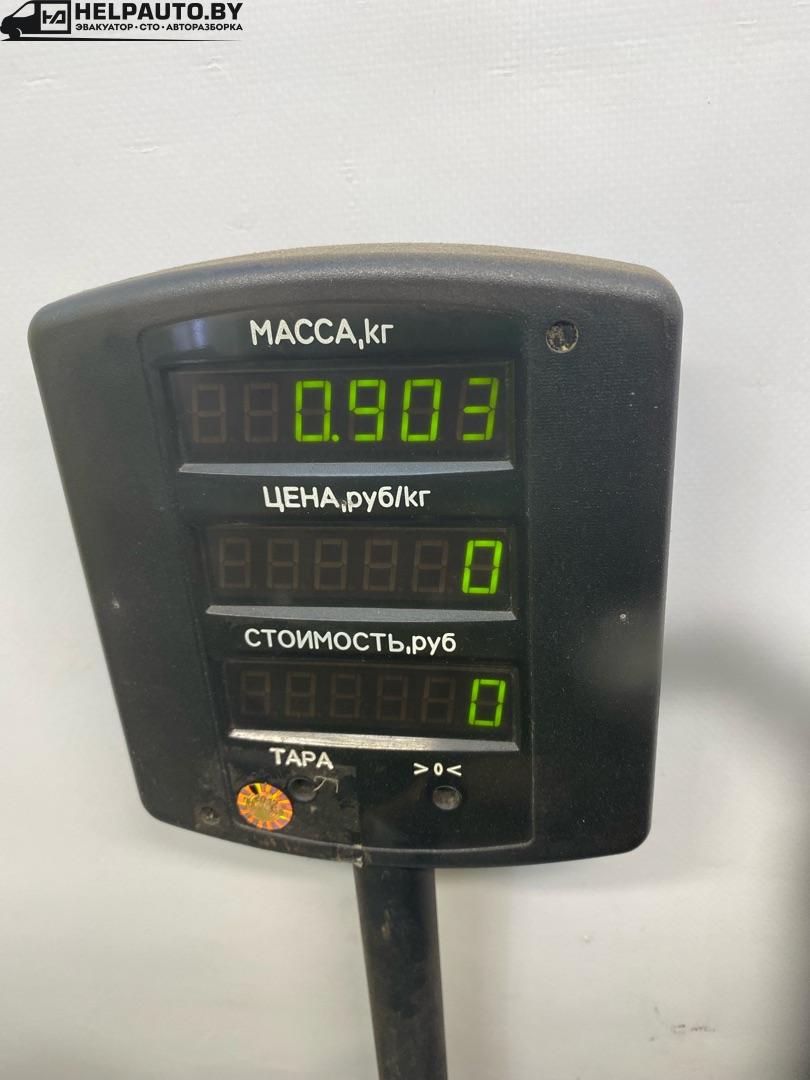 HELPAUTO.BY
ЭВАКУАТОР • СТО • АВТОРАЗБОРКА
МАССА,кг
0.903
ЦЕНА,руб/кг
0
СТОИМОСТЬ,руб
0
ТАРА >0<